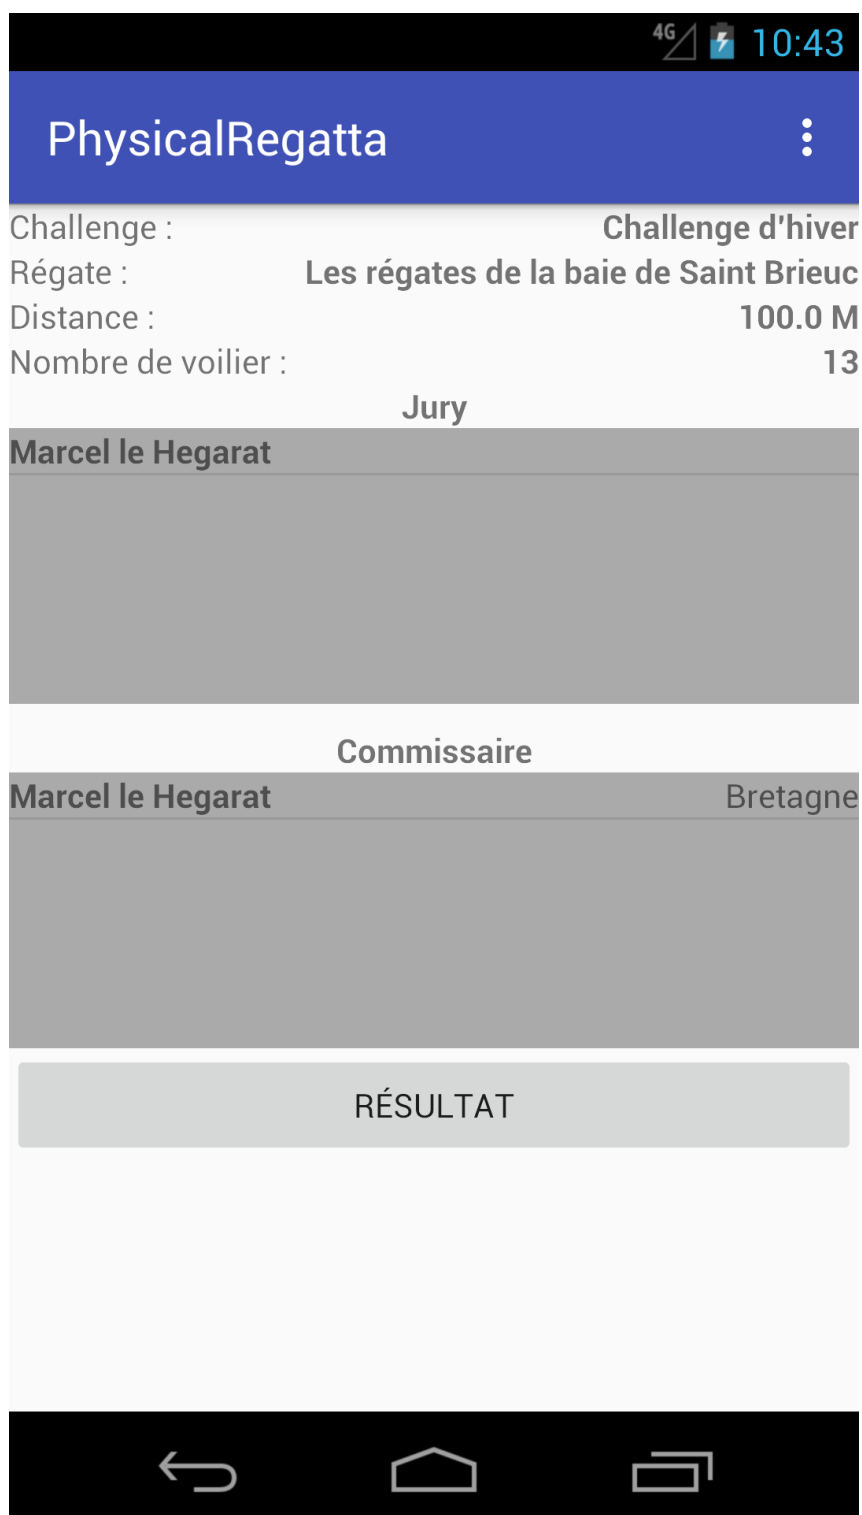 4G 10:43
PhysicalRegatta
Challenge : Challenge d'hiver
Régate : Les régates de la baie de Saint Brieuc
Distance : 100.0 M
Nombre de voilier : 13
Jury
Marcel le Hegarat
Commissaire
Marcel le Hegarat Bretagne
RÉSULTAT